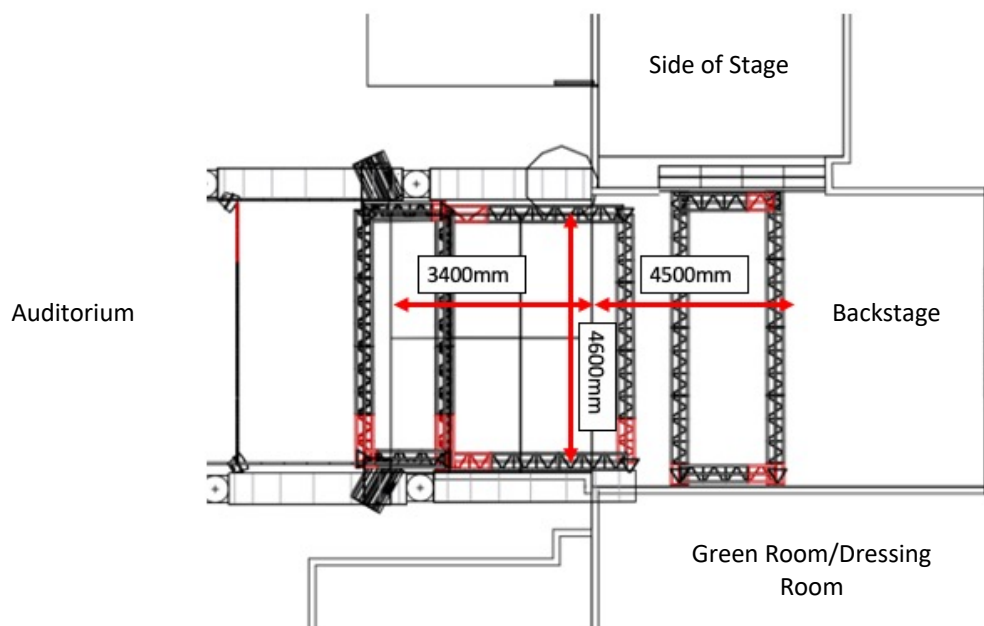 Side of Stage
3400mm
4500mm
Auditorium
4600mm
Backstage
Green Room/Dressing
Room